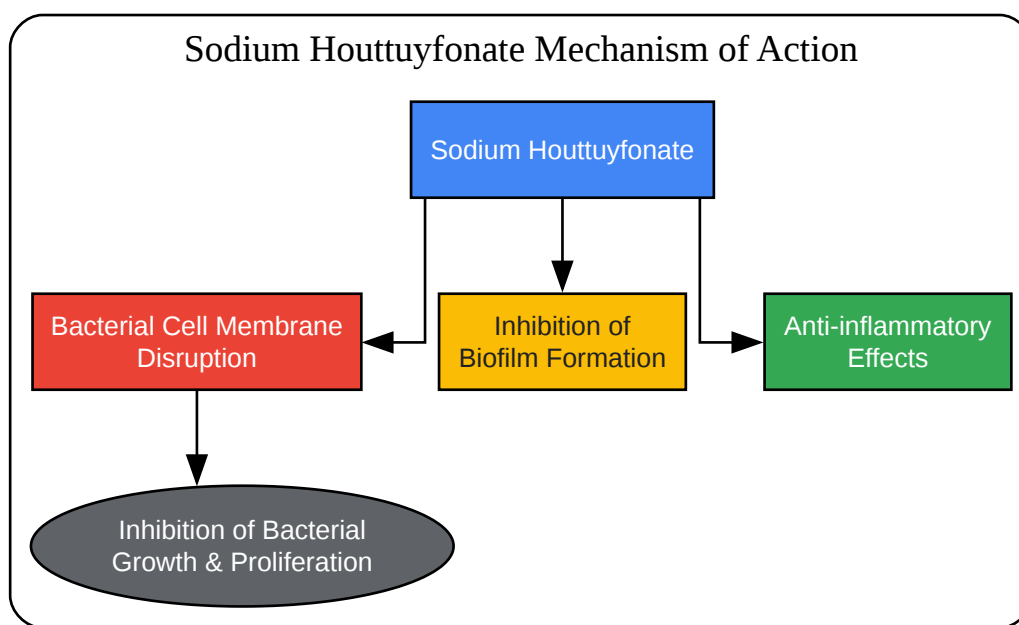 Sodium Houttuyfonate Mechanism of Action
Sodium Houttuyfonate
Bacterial Cell Membrane
Disruption
Inhibition of
Biofilm Formation
Anti-inflammatory
Effects
Inhibition of Bacterial
Growth & Proliferation